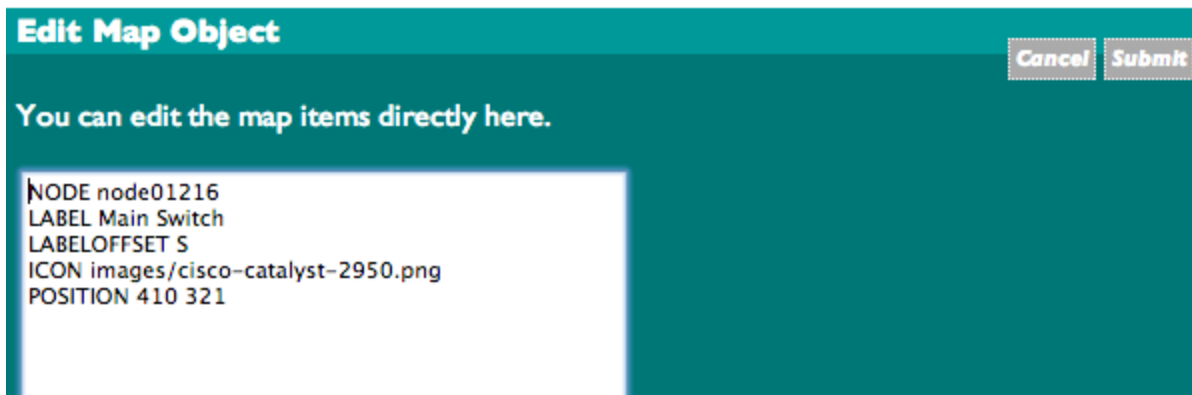 Edit Map Object
Cancel Submit
You can edit the map items directly here.
NODE node01216
LABEL Main Switch
LABELOFFSET S
ICON images/cisco-catalyst-2950.png
POSITION 410 321